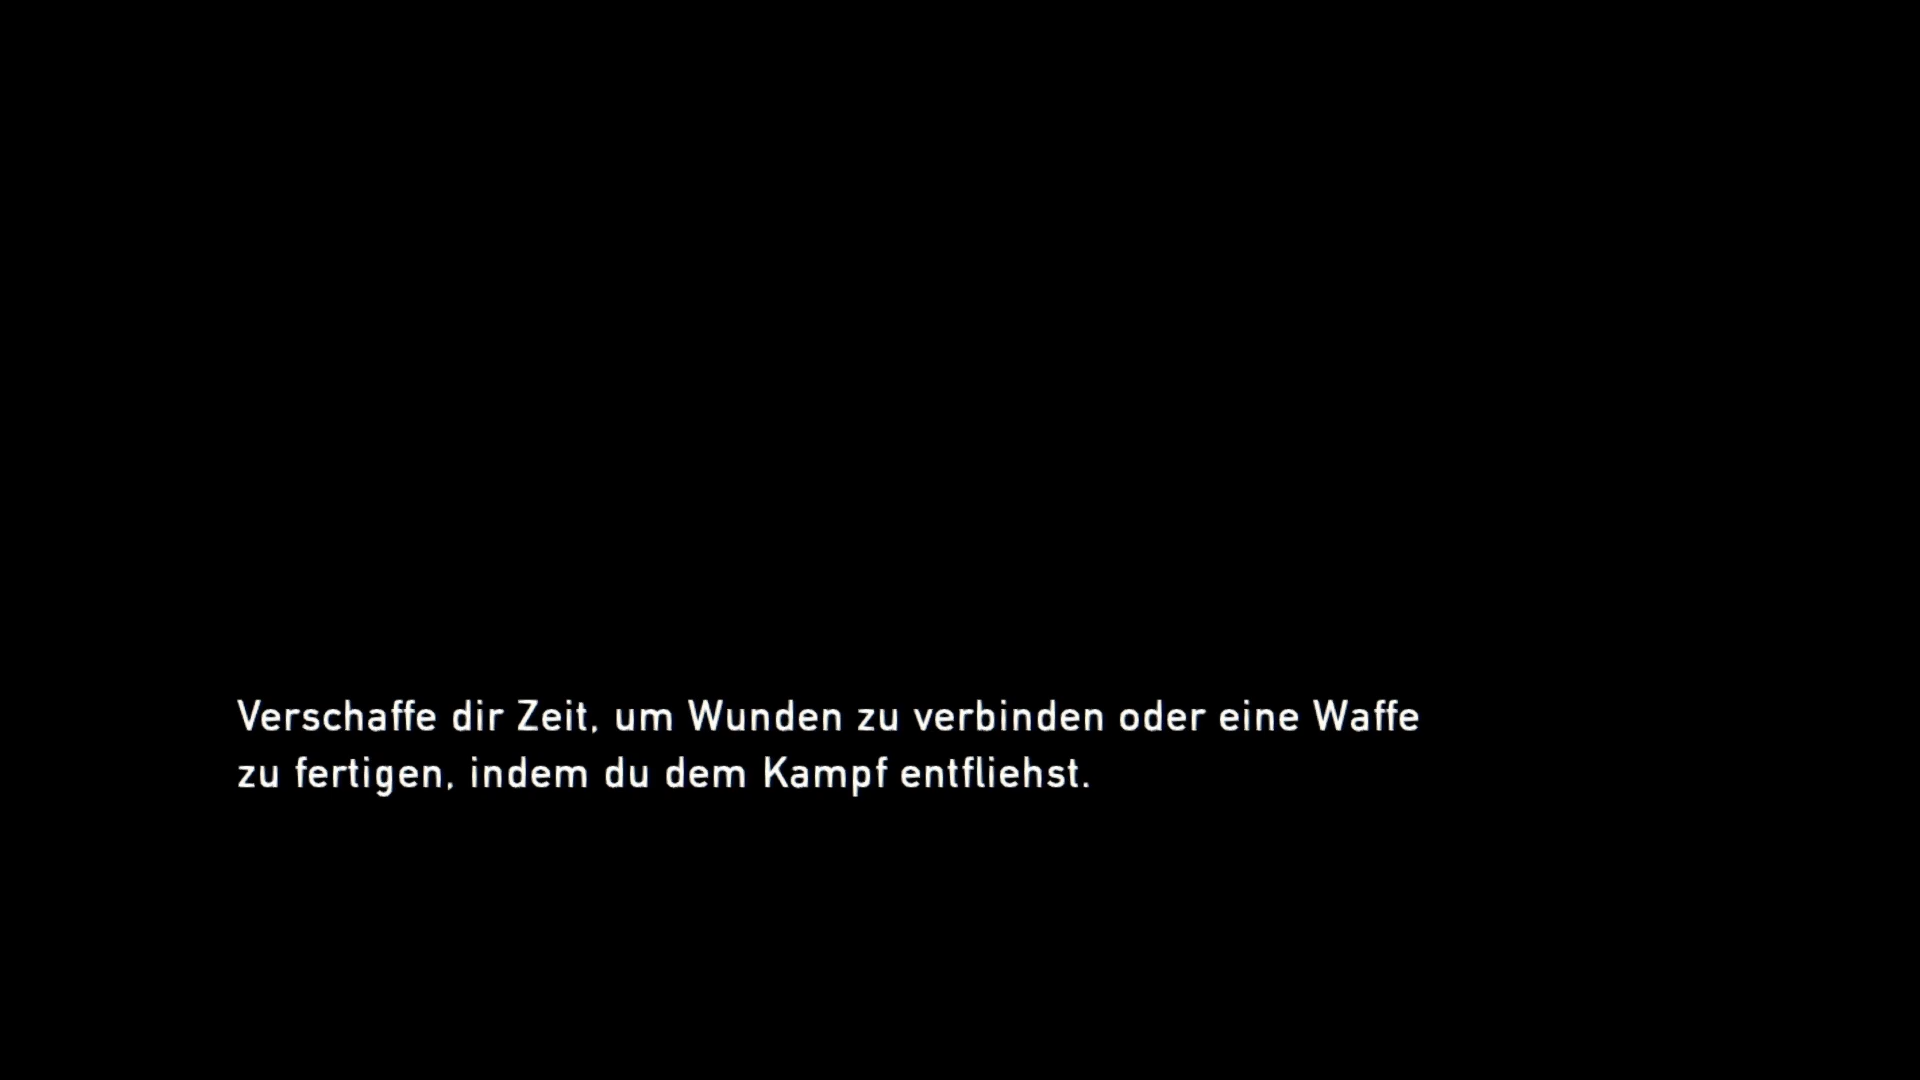 Verschaffe dir Zeit, um Wunden zu verbinden oder eine Waffe
zu fertigen, indem du dem Kampf entfliehst.